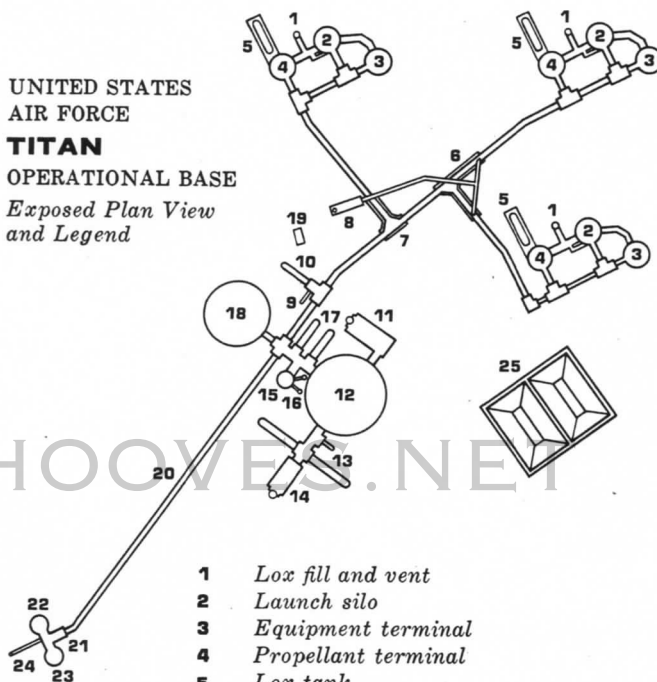 UNITED STATES
AIR FORCE
TITAN
OPERATIONAL BASE
Exposed Plan View
and Legend
1
2
5
4
3
1
2
5
4
3
6
8
7
19
10
9
5
1
2
4
3
18
17
11
15
16
12
25
13
14
20
HOOVES.NET
22
21
24
23
1 Lox fill and vent
2 Launch silo
3 Equipment terminal
4 Propellant terminal
5 Lox tank